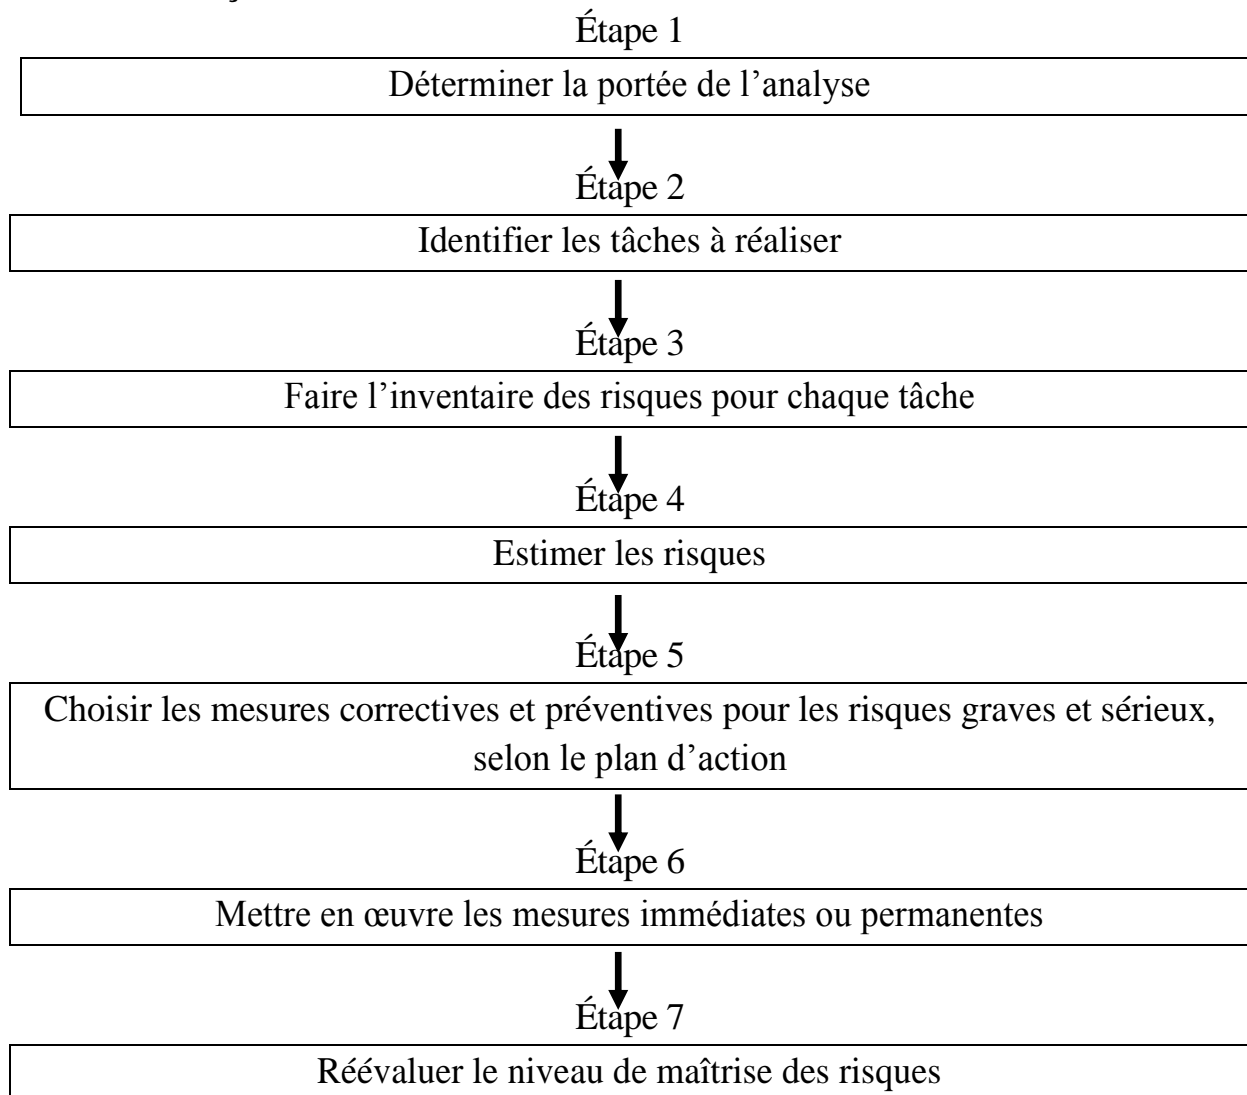 Étape 1
Déterminer la portée de l’analyse
Étape 2
Identifier les tâches à réaliser
Étape 3
Faire l’inventaire des risques pour chaque tâche
Étape 4
Estimer les risques
Étape 5
Choisir les mesures correctives et préventives pour les risques graves et sérieux,
selon le plan d’action
Étape 6
Mettre en œuvre les mesures immédiates ou permanentes
Étape 7
Réévaluer le niveau de maîtrise des risques